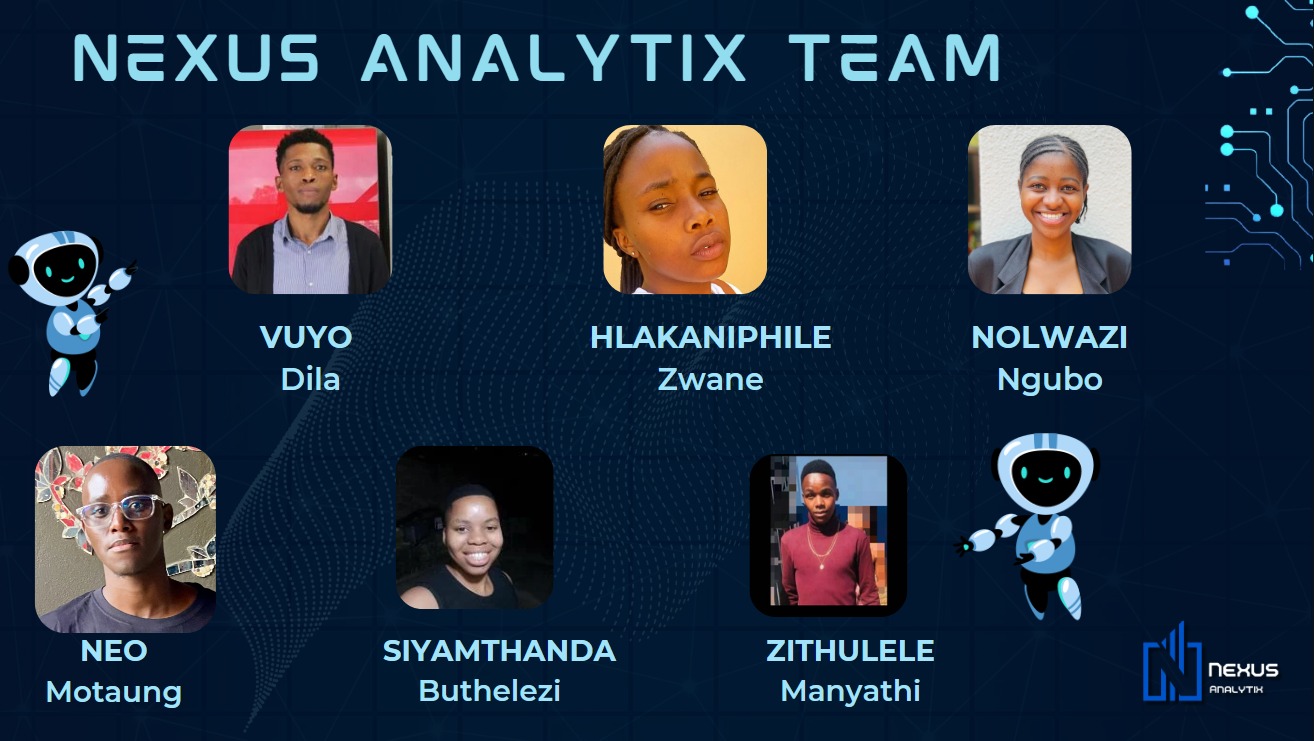 NEXUS ANALYTIX TEAM
VUYO
Dila
HLAKANIPHILE
Zwane
NOLWAZI
Ngubo
NEO
Motaung
SIYAMTHANDA
Buthelezi
ZITHULELE
Manyathi
NEXUS
ANALYTIX